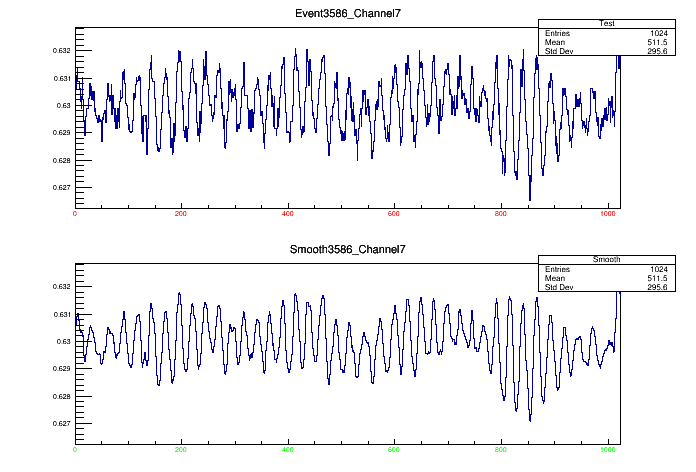 Event3586_Channel7
Test
Entries 1024
Mean 511.5
Std Dev 295.6
0.632
0.631
0.63
0.629
0.628
0.627
0 200 400 600 800 1000
Smooth3586_Channel7
Smooth
Entries 1024
Mean 511.5
Std Dev 295.6
0.632
0.631
0.63
0.629
0.628
0.627
0 200 400 600 800 1000